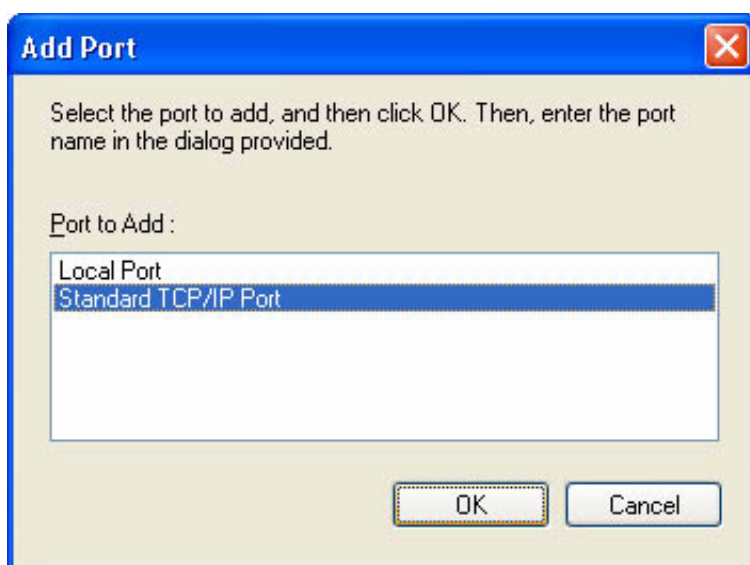 Add Port
Select the port to add, and then click OK. Then, enter the port
name in the dialog provided.
Port to Add :
Local Port
Standard TCP/IP Port
OK
Cancel